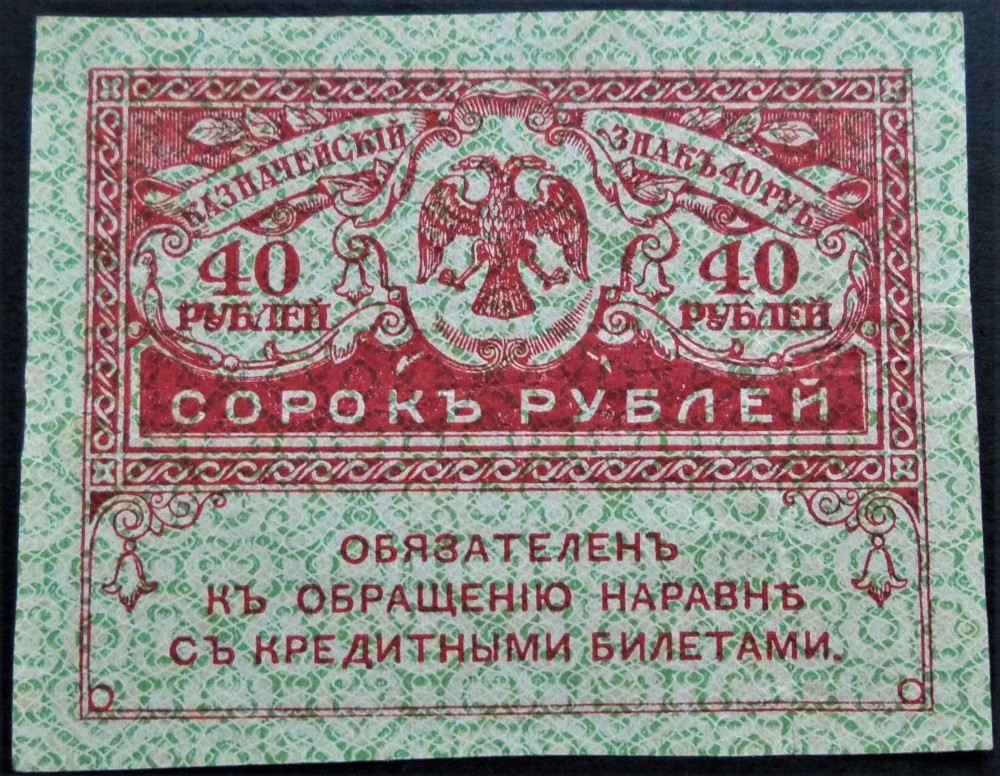 КАЗНАЧЕЙСКІЙ ЗНАКЪ 40 РУБ.
40 40
РУБЛЕЙ РУБЛЕЙ
СОРОКЪ РУБЛЕЙ
ОБЯЗАТЕЛЕНЪ
КЪ ОБРАЩЕНІЮ НАРАВНѢ
СЪ КРЕДИТНЫМИ БИЛЕТАМИ.